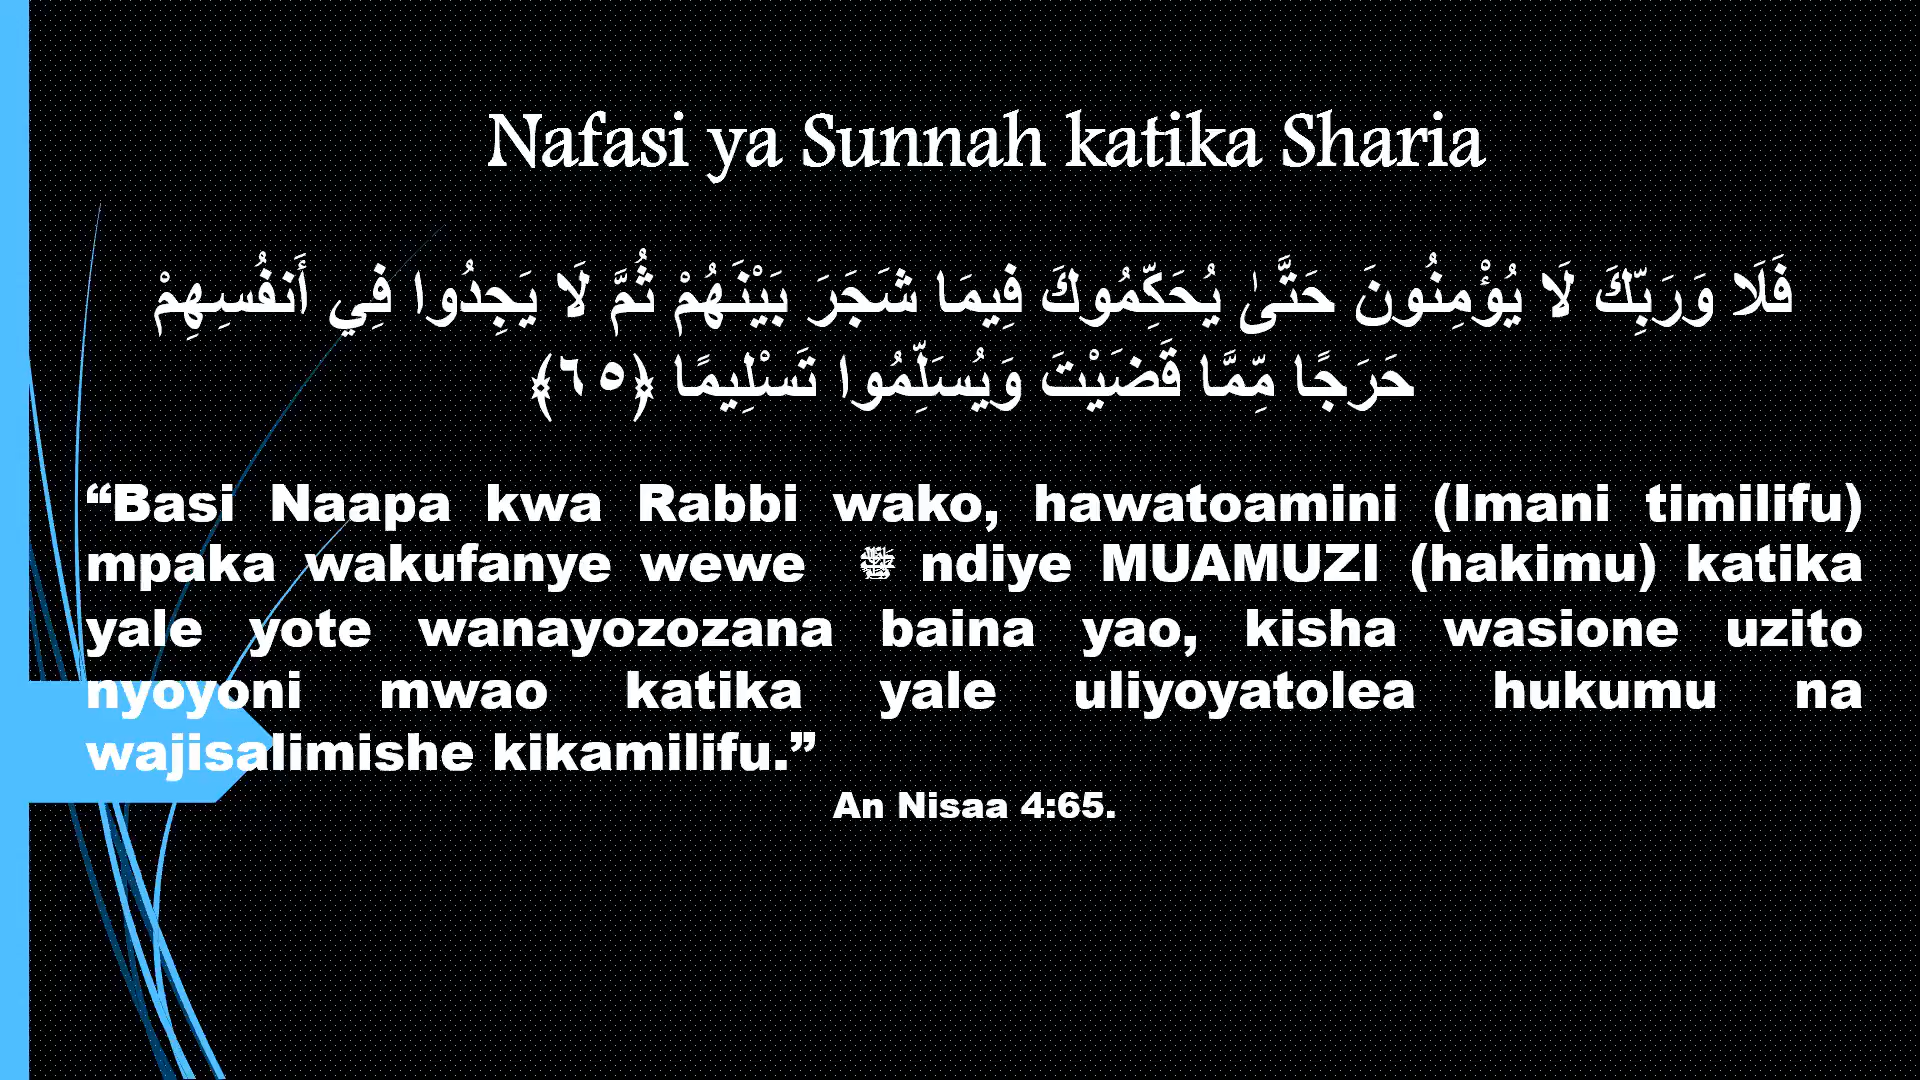 Nafasi ya Sunnah katika Sharia
فَلَا وَرَبِّكَ لَا يُؤْمِنُونَ حَتَّىٰ يُحَكِّمُوكَ فِيمَا شَجَرَ بَيْنَهُمْ ثُمَّ لَا يَجِدُوا فِي أَنفُسِهِمْ
حَرَجًا مِّمَّا قَضَيْتَ وَيُسَلِّمُوا تَسْلِيمًا ﴿٦٥﴾
“Basi Naapa kwa Rabbi wako, hawatoamini (Imani timilifu)
mpaka wakufanye wewe ﷺ ndiye MUAMUZI (hakimu) katika
yale yote wanayozozana baina yao, kisha wasione uzito
nyoyoni mwao katika yale uliyoyatolea hukumu na
wajisalimishe kikamilifu.”
An Nisaa 4:65.